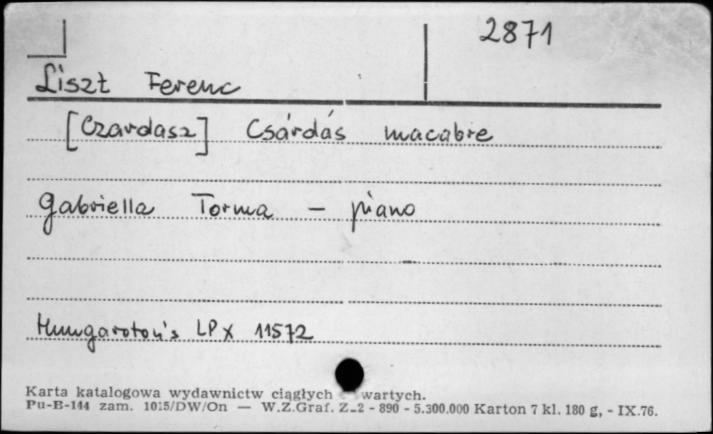 2871
Liszt Ferenc
[Czardasz] Csárdás macabre
Gabriella Torma - piano
Hungaroton's LPX 11572
Karta katalogowa wydawnictw ciągłych wartych.
Pu-B-144 zam. 1015/DW/On — W.Z.Graf. Z-2 - 890 - 5.300.000 Karton 7 kl. 180 g, - IX.76.